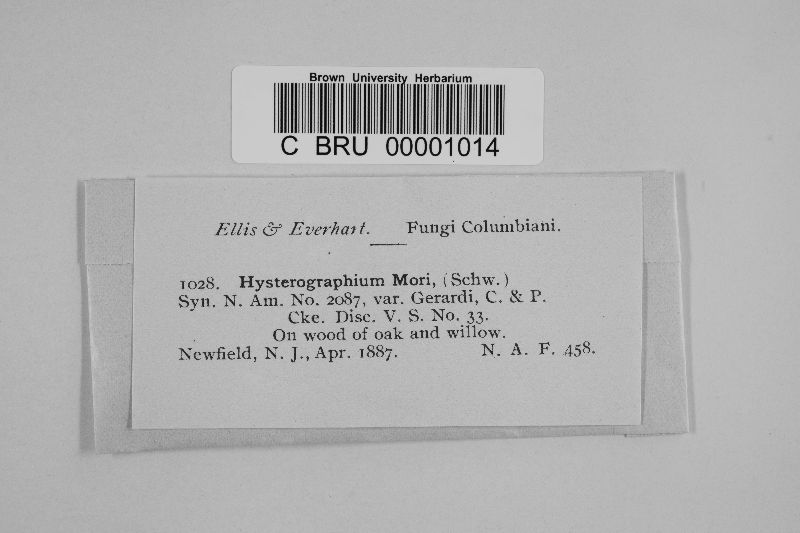 Brown University Herbarium
C BRU 00001014
Ellis & Everhart. Fungi Columbiani.
1028. Hysterographium Mori, (Schw.)
Syn. N. Am. No. 2087, var. Gerardi, C. & P.
Cke. Disc. V. S. No. 33.
On wood of oak and willow.
Newfield, N. J., Apr. 1887. N. A. F. 458.